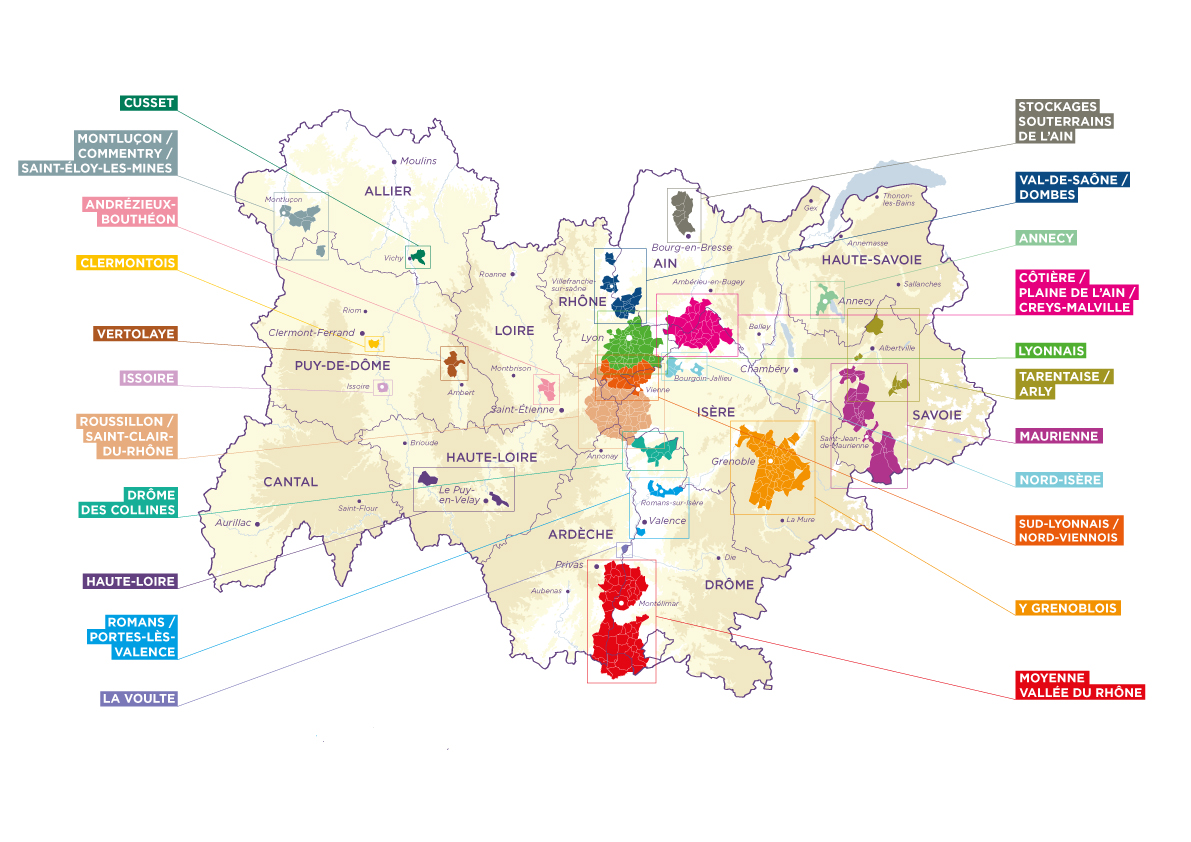 CUSSET
MONTLUÇON /
COMMENTRY /
SAINT-ÉLOY-LES-MINES
ANDRÉZIEUX-
BOUTHÉON
CLERMONTOIS
VERTOLAYE
ISSOIRE
ROUSSILLON /
SAINT-CLAIR-
DU-RHÔNE
DRÔME
DES COLLINES
HAUTE-LOIRE
ROMANS /
PORTES-LÈS-
VALENCE
LA VOULTE
Moulins
ALLIER
Montluçon
Vichy
Roanne
Riom
Clermont-Ferrand
PUY-DE-DÔME
Issoire
Ambert
LOIRE
Montbrison
Saint-Étienne
Brioude
HAUTE-LOIRE
CANTAL
Le Puy-
en-Velay
Saint-Flour
Aurillac
Bourg-en-Bresse
AIN
Villefranche-
sur-saône
RHÔNE
Ambérieu-en-Bugey
Lyon
Bourgoin-Jallieu
Vienne
ISÈRE
Annonay
Grenoble
Romans-sur-Isère
Valence
La Mure
ARDÈCHE
Privas
Die
DRÔME
Aubenas
Montélimar
Gex
Thonon-
les-Bains
Annemasse
HAUTE-SAVOIE
Sallanches
Annecy
Belley
Albertville
Chambéry
SAVOIE
Saint-Jean-
de-Maurienne
STOCKAGES
SOUTERRAINS
DE L'AIN
VAL-DE-SAÔNE /
DOMBES
ANNECY
CÔTIÈRE /
PLAINE DE L'AIN /
CREYS-MALVILLE
LYONNAIS
TARENTAISE /
ARLY
MAURIENNE
NORD-ISÈRE
SUD-LYONNAIS /
NORD-VIENNOIS
Y GRENOBLOIS
MOYENNE
VALLÉE DU RHÔNE